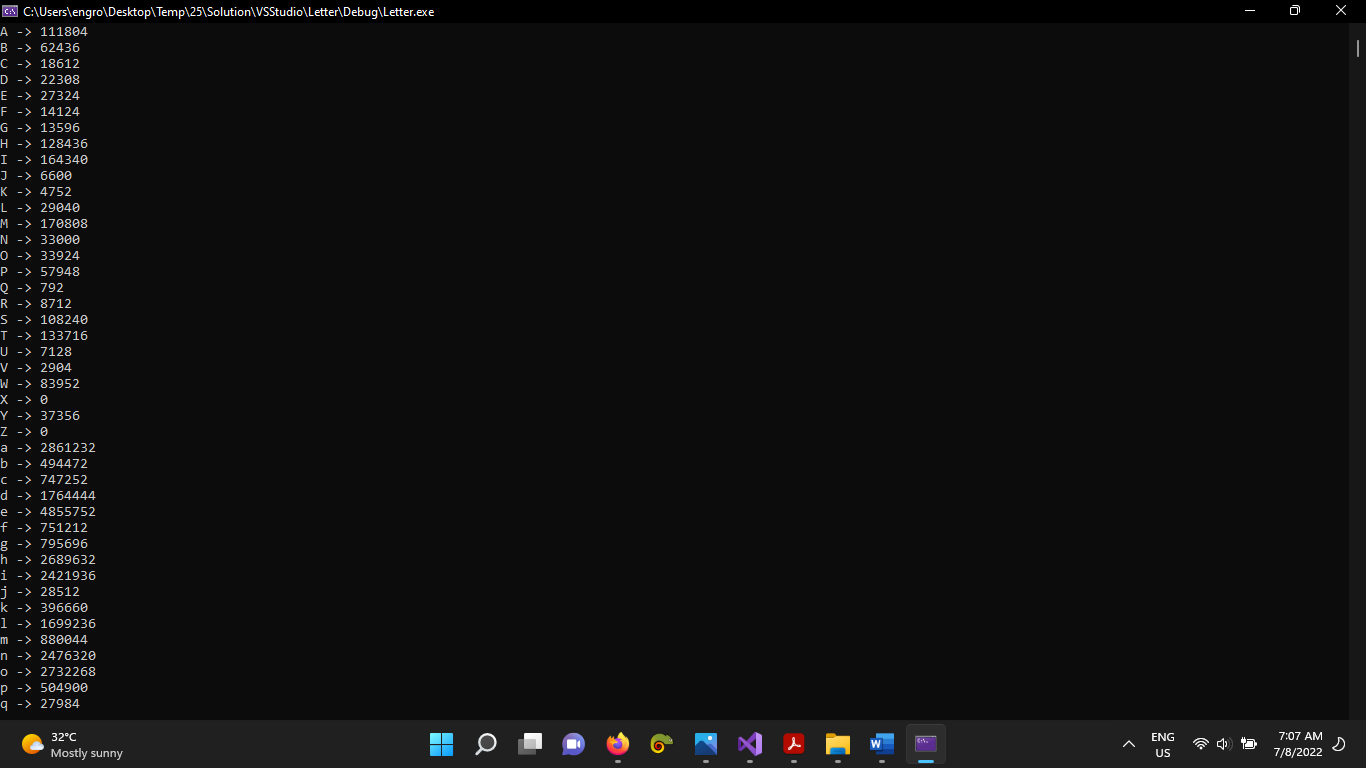 C:\Users\engro\Desktop\Temp\25\Solution\VSStudio\Letter\Debug\Letter.exe
A -> 111804
B -> 62436
C -> 18612
D -> 22308
E -> 27324
F -> 14124
G -> 13596
H -> 128436
I -> 164340
J -> 6600
K -> 4752
L -> 29040
M -> 170808
N -> 33000
O -> 33924
P -> 57948
Q -> 792
R -> 8712
S -> 108240
T -> 133716
U -> 7128
V -> 2904
W -> 83952
X -> 0
Y -> 37356
Z -> 0
a -> 2861232
b -> 494472
c -> 747252
d -> 1764444
e -> 4855752
f -> 751212
g -> 795696
h -> 2689632
i -> 2421936
j -> 28512
k -> 396660
l -> 1699236
m -> 880044
n -> 2476320
o -> 2732268
p -> 504900
q -> 27984
32°C
Mostly sunny
ENG
US
7:07 AM
7/8/2022